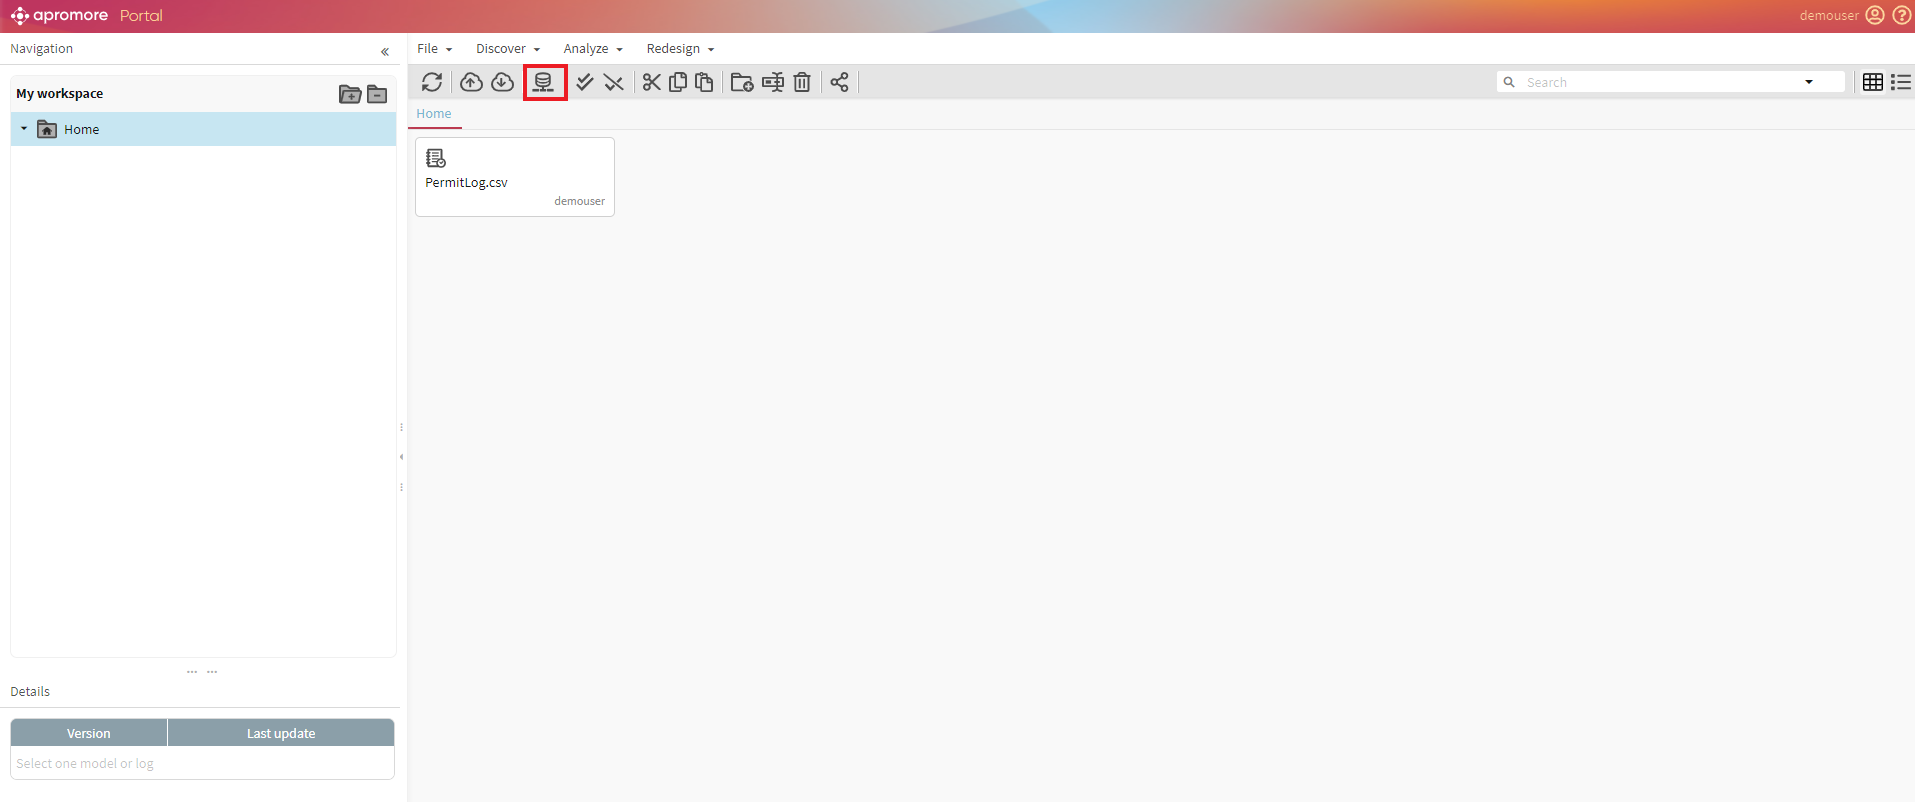 apromore Portal
demouser
Navigation
File Discover Analyze Redesign
My workspace
Search
Home
Home
PermitLog.csv
demouser
Details
Version Last update
Select one model or log